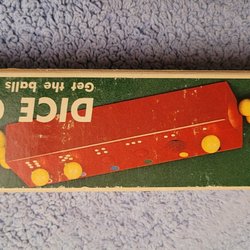 DICE
Get the balls